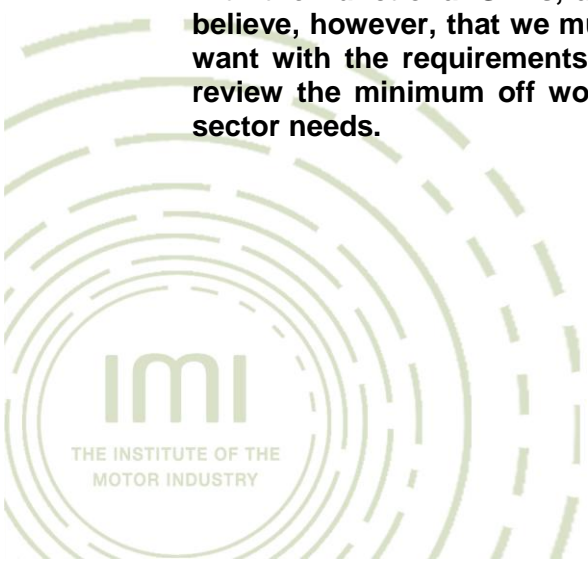 believe, however, that we mu
want with the requirements
review the minimum off wo
sector needs.
IMI
THE INSTITUTE OF THE
MOTOR INDUSTRY